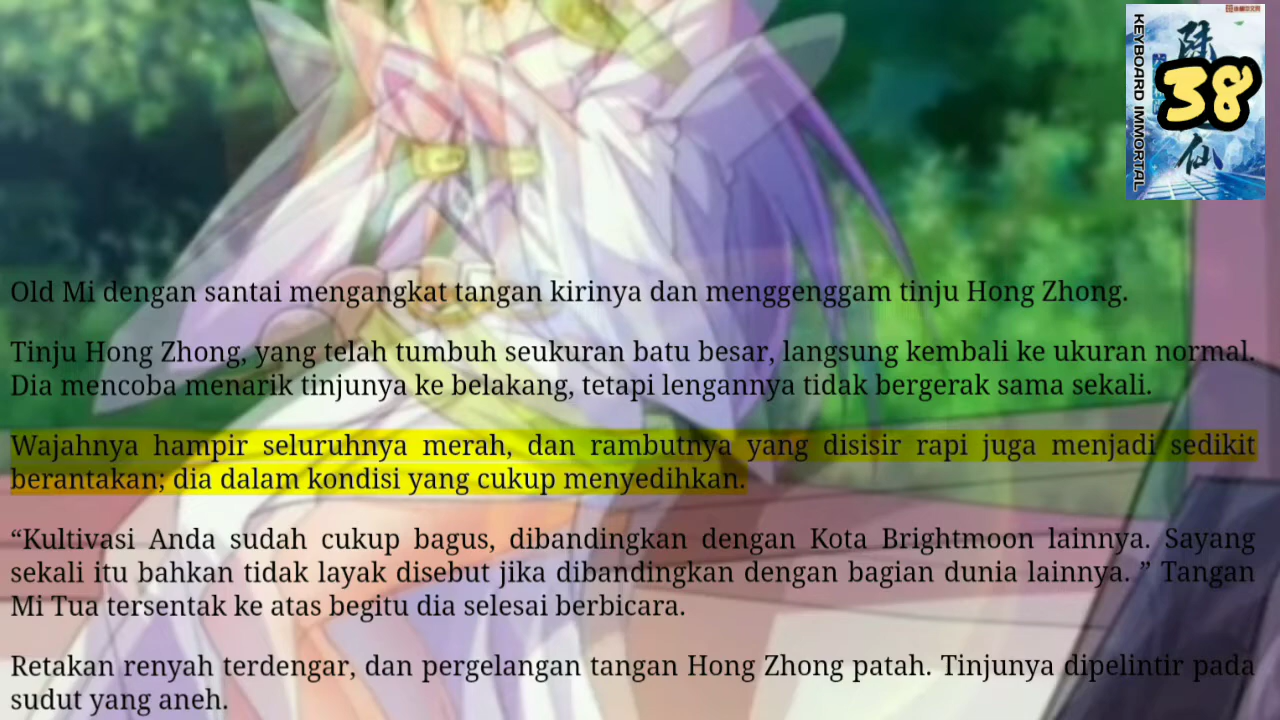 KEYBOARD IMMORTAL
38
仙
Old Mi dengan santai mengangkat tangan kirinya dan menggenggam tinju Hong Zhong.
Tinju Hong Zhong, yang telah tumbuh seukuran batu besar, langsung kembali ke ukuran normal.
Dia mencoba menarik tinjunya ke belakang, tetapi lengannya tidak bergerak sama sekali.
Wajahnya hampir seluruhnya merah, dan rambutnya yang disisir rapi juga menjadi sedikit
berantakan; dia dalam kondisi yang cukup menyedihkan.
“Kultivasi Anda sudah cukup bagus, dibandingkan dengan Kota Brightmoon lainnya. Sayang
sekali itu bahkan tidak layak disebut jika dibandingkan dengan bagian dunia lainnya. ” Tangan
Mi Tua tersentak ke atas begitu dia selesai berbicara.
Retakan renyah terdengar, dan pergelangan tangan Hong Zhong patah. Tinjunya dipelintir pada
sudut yang aneh.